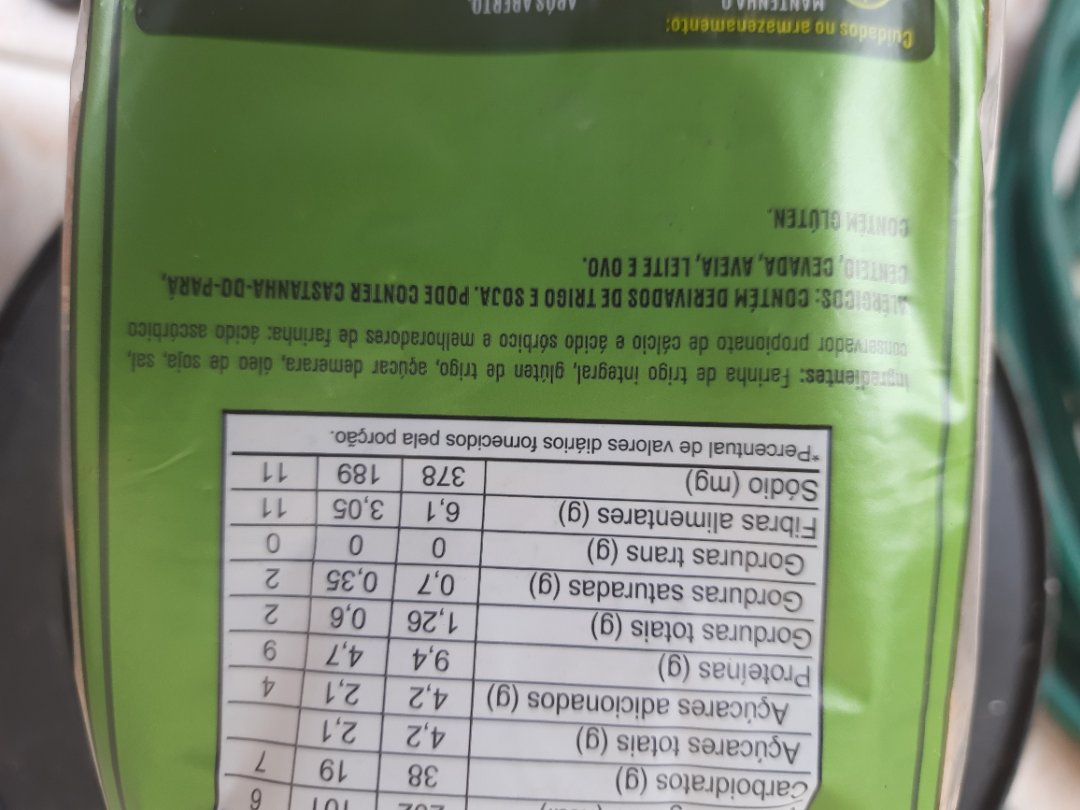 202 101 6
Carboidratos (g) 38 19 7
Açúcares totais (g) 4,2 2,1
Açúcares adicionados (g) 4,2 2,1 4
Proteínas (g) 9,4 4,7 9
Gorduras totais (g) 1,26 0,6 2
Gorduras saturadas (g) 0,7 0,35 2
Gorduras trans (g) 0 0 0
Fibras alimentares (g) 6,1 3,05 11
Sódio (mg) 378 189 11
*Percentual de valores diários fornecidos pela porção.
Ingredientes: Farinha de trigo integral, glúten de trigo, açúcar demerara, óleo de soja, sal,
conservador propionato de cálcio e ácido sórbico e melhoradores de farinha: ácido ascórbico
ALÉRGICOS: CONTÉM DERIVADOS DE TRIGO E SOJA. PODE CONTER CASTANHA-DO-PARÁ,
CENTEIO, CEVADA, AVEIA, LEITE E OVO.
CONTÉM GLÚTEN.
Cuidados no armazenamento:
MANTENHA O APÓS ABERTO